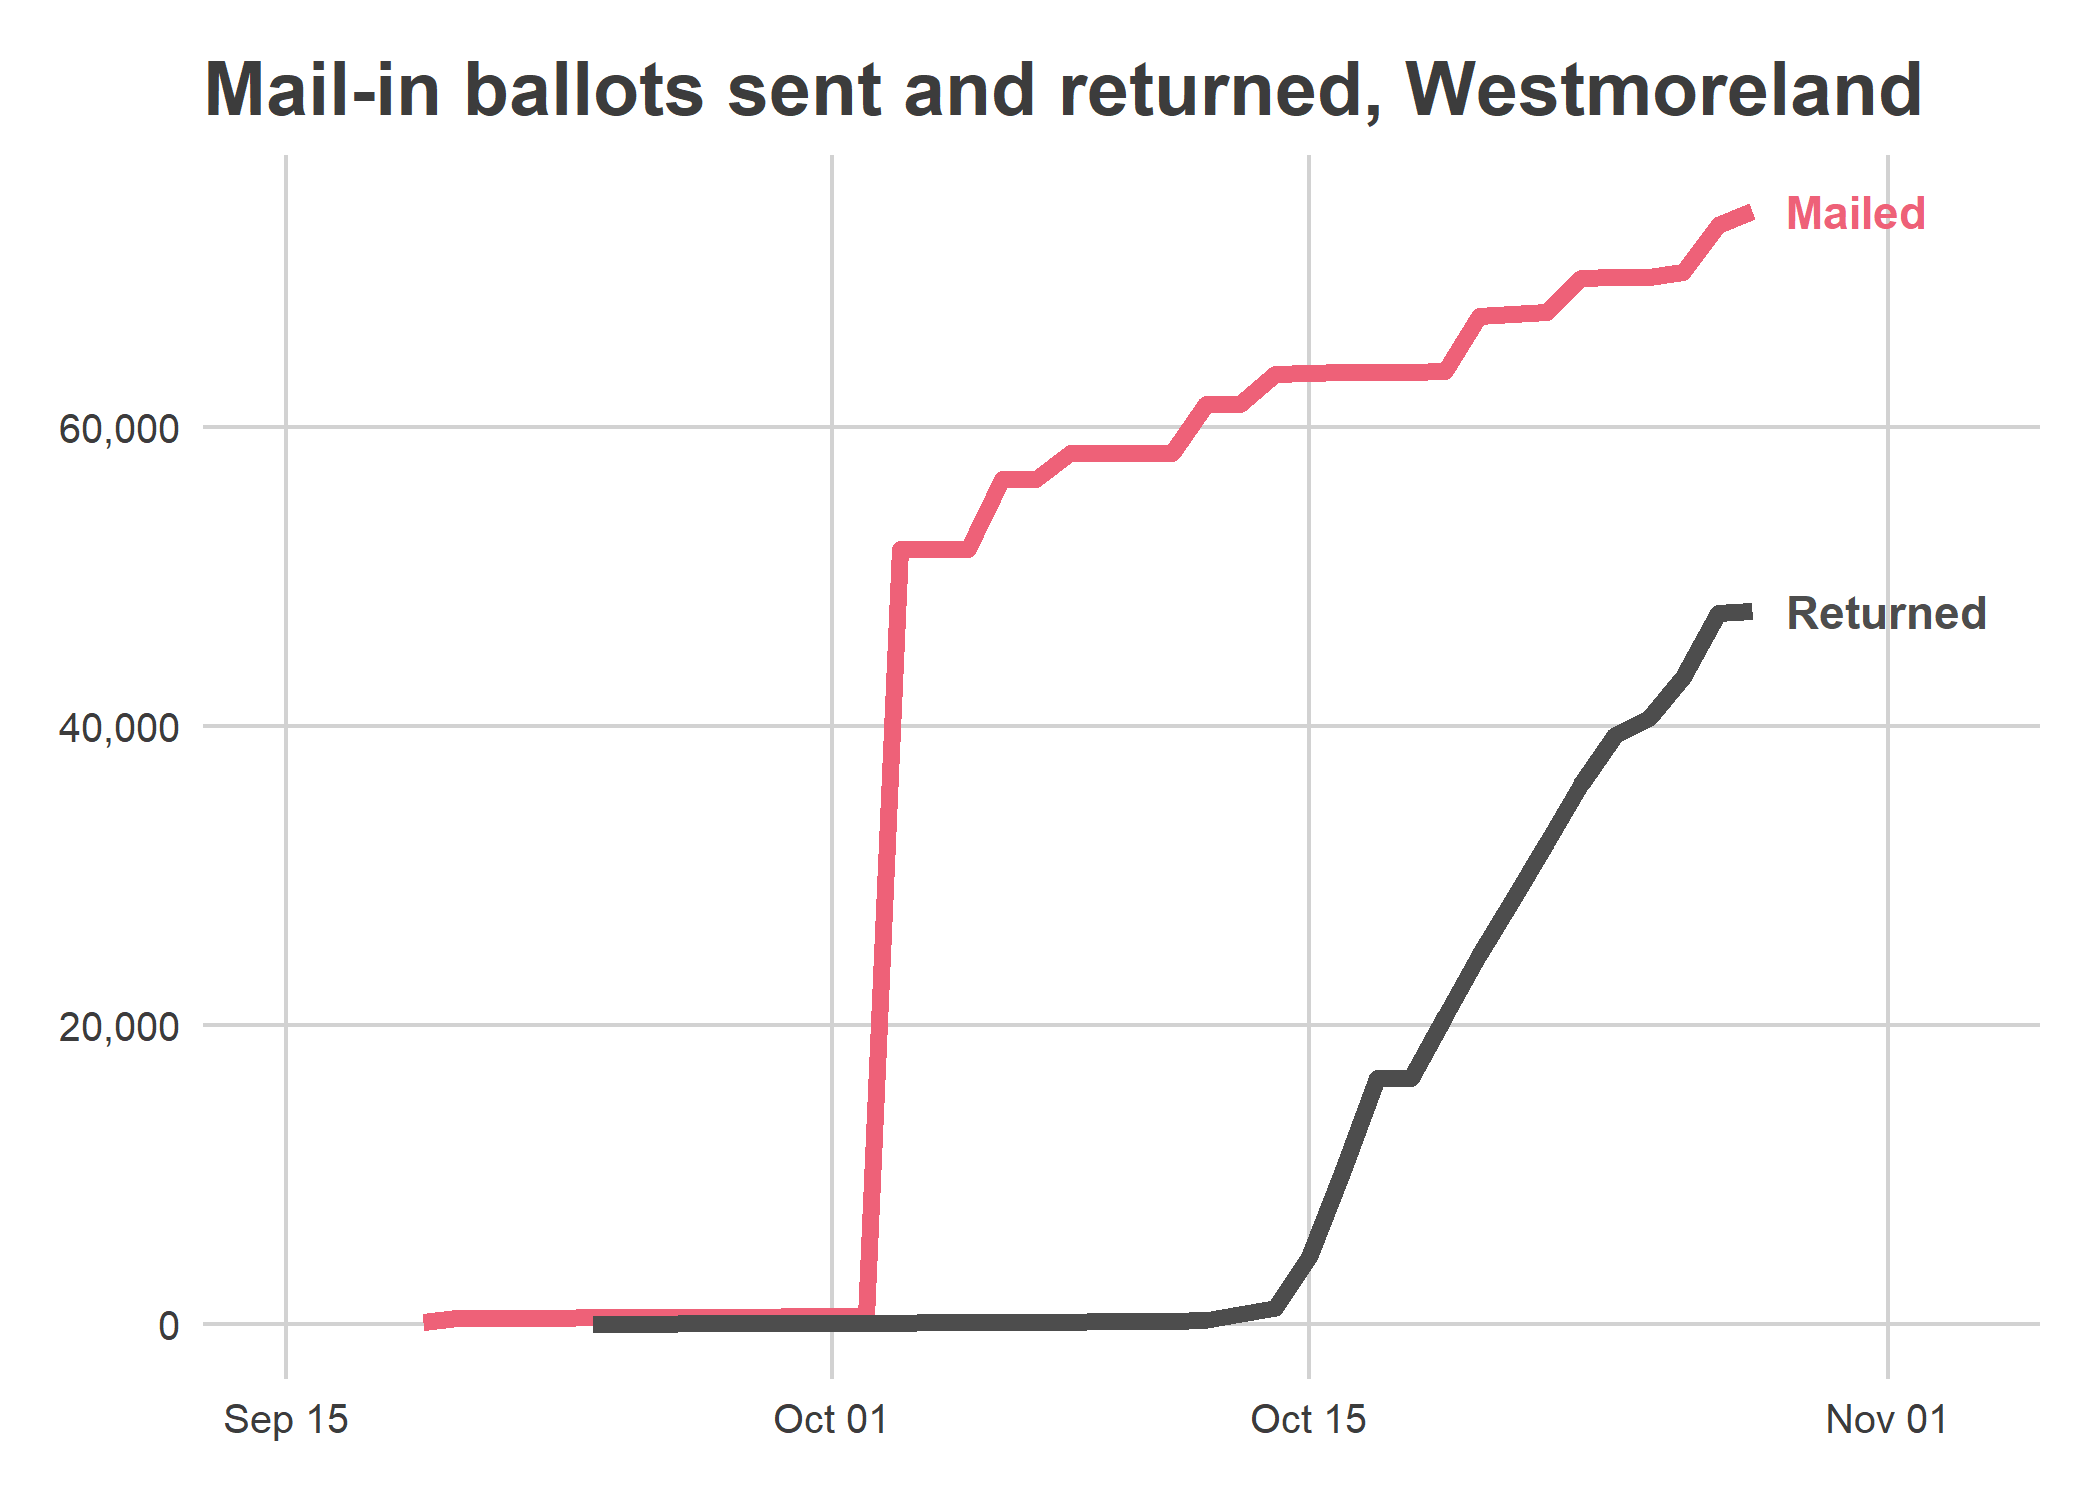 Mail-in ballots sent and returned, Westmoreland
Mailed
60,000
Returned
40,000
20,000
0
Sep 15
Oct 01
Oct 15
Nov 01